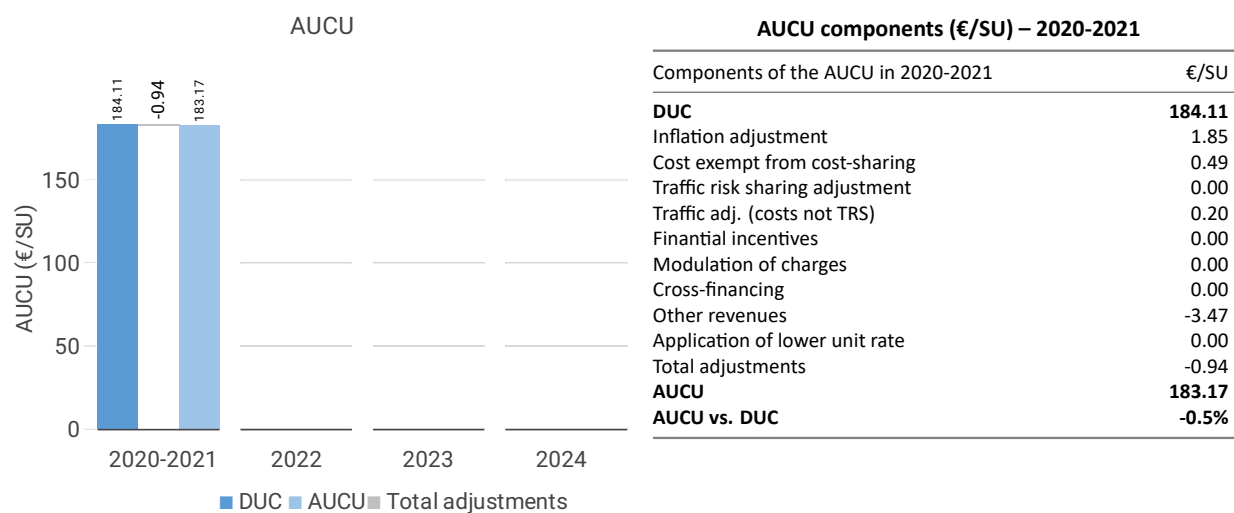 AUCU
184.11
-0.94
183.17
150
100
50
0
AUCU (€/SU)
2020-2021 2022 2023 2024
DUC AUCU Total adjustments
AUCU components (€/SU) – 2020-2021
Components of the AUCU in 2020-2021 €/SU
DUC 184.11
Inflation adjustment 1.85
Cost exempt from cost-sharing 0.49
Traffic risk sharing adjustment 0.00
Traffic adj. (costs not TRS) 0.20
Finantial incentives 0.00
Modulation of charges 0.00
Cross-financing 0.00
Other revenues -3.47
Application of lower unit rate 0.00
Total adjustments -0.94
AUCU 183.17
AUCU vs. DUC -0.5%